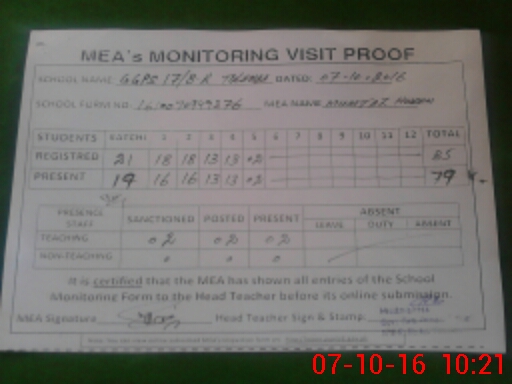 MEA's MONITORING VISIT PROOF
SCHOOL NAME: GGPS 17/8-R DATED: 07-10-2016
SCHOOL FORM NO. MEA NAME
STUDENTS KATCHI 1 2 3 4 5 6 7 8 9 10 11 12 TOTAL
REGISTRED 21 18 18 13 13 02 85
PRESENT 19 16 16 13 13 02 79
PRESENCE STAFF SANCTIONED POSTED PRESENT ABSENT
LEAVE DUTY ABSENT
TEACHING 02 02 02
NON-TEACHING 0 0 0
It is certified that the MEA has shown all entries of the School
Monitoring Form to the Head Teacher before its online submission.
MEA Signature Head Teacher Sign & Stamp:
07-10-16 10:21